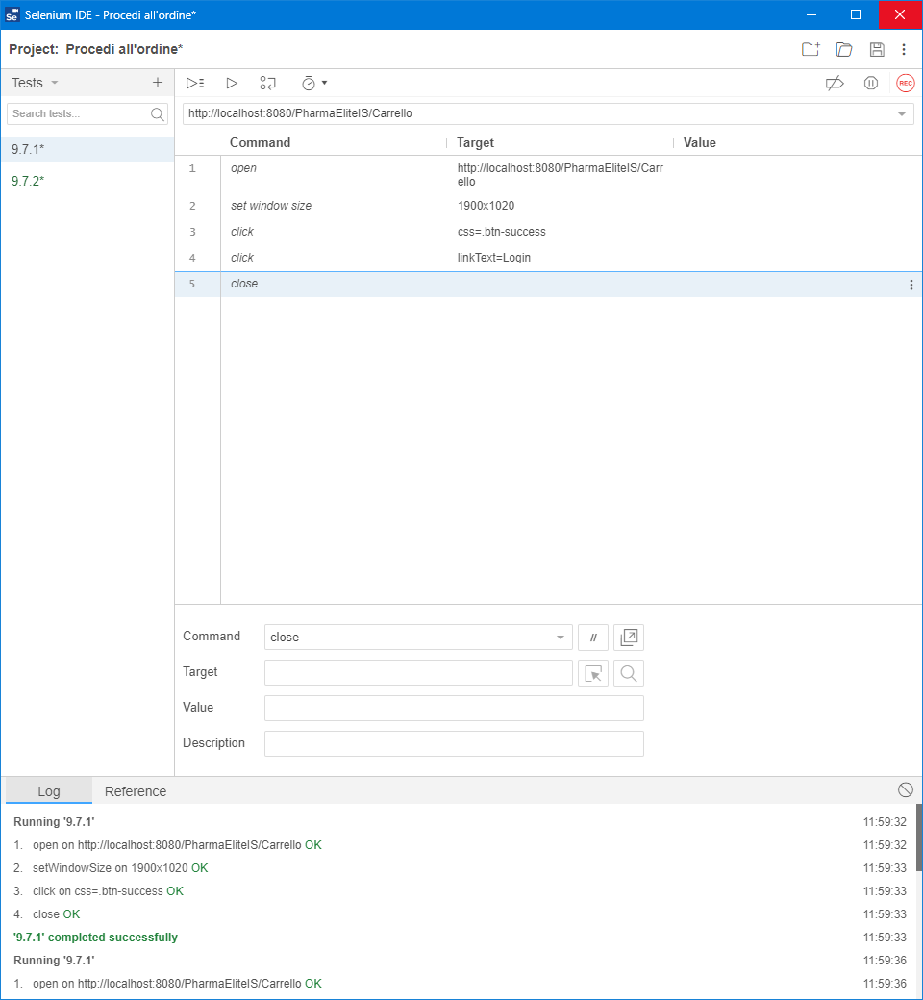 Selenium IDE - Procedi all'ordine*
Project: Procedi all'ordine*
Tests
Search tests...
9.7.1*
9.7.2*
REC
http://localhost:8080/PharmaEliteIS/Carrello
Command Target Value
1 open http://localhost:8080/PharmaEliteIS/Carr
ello
2 set window size 1900x1020
3 click css=.btn-success
4 click linkText=Login
5 close
Command close //
Target
Value
Description
Log Reference
Running '9.7.1' 11:59:32
1. open on http://localhost:8080/PharmaEliteIS/Carrello OK 11:59:32
2. setWindowSize on 1900x1020 OK 11:59:33
3. click on css=.btn-success OK 11:59:33
4. close OK 11:59:33
'9.7.1' completed successfully 11:59:33
Running '9.7.1' 11:59:36
1. open on http://localhost:8080/PharmaEliteIS/Carrello OK 11:59:36